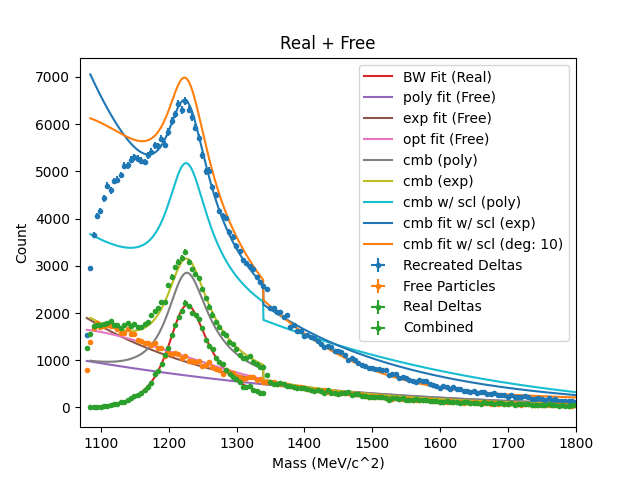 Real + Free
Count
7000
6000
5000
4000
3000
2000
1000
0
BW Fit (Real)
poly fit (Free)
exp fit (Free)
opt fit (Free)
cmb (poly)
cmb (exp)
cmb w/ scl (poly)
cmb fit w/ scl (exp)
cmb fit w/ scl (deg: 10)
Recreated Deltas
Free Particles
Real Deltas
Combined
1100 1200 1300 1400 1500 1600 1700 1800
Mass (MeV/c^2)